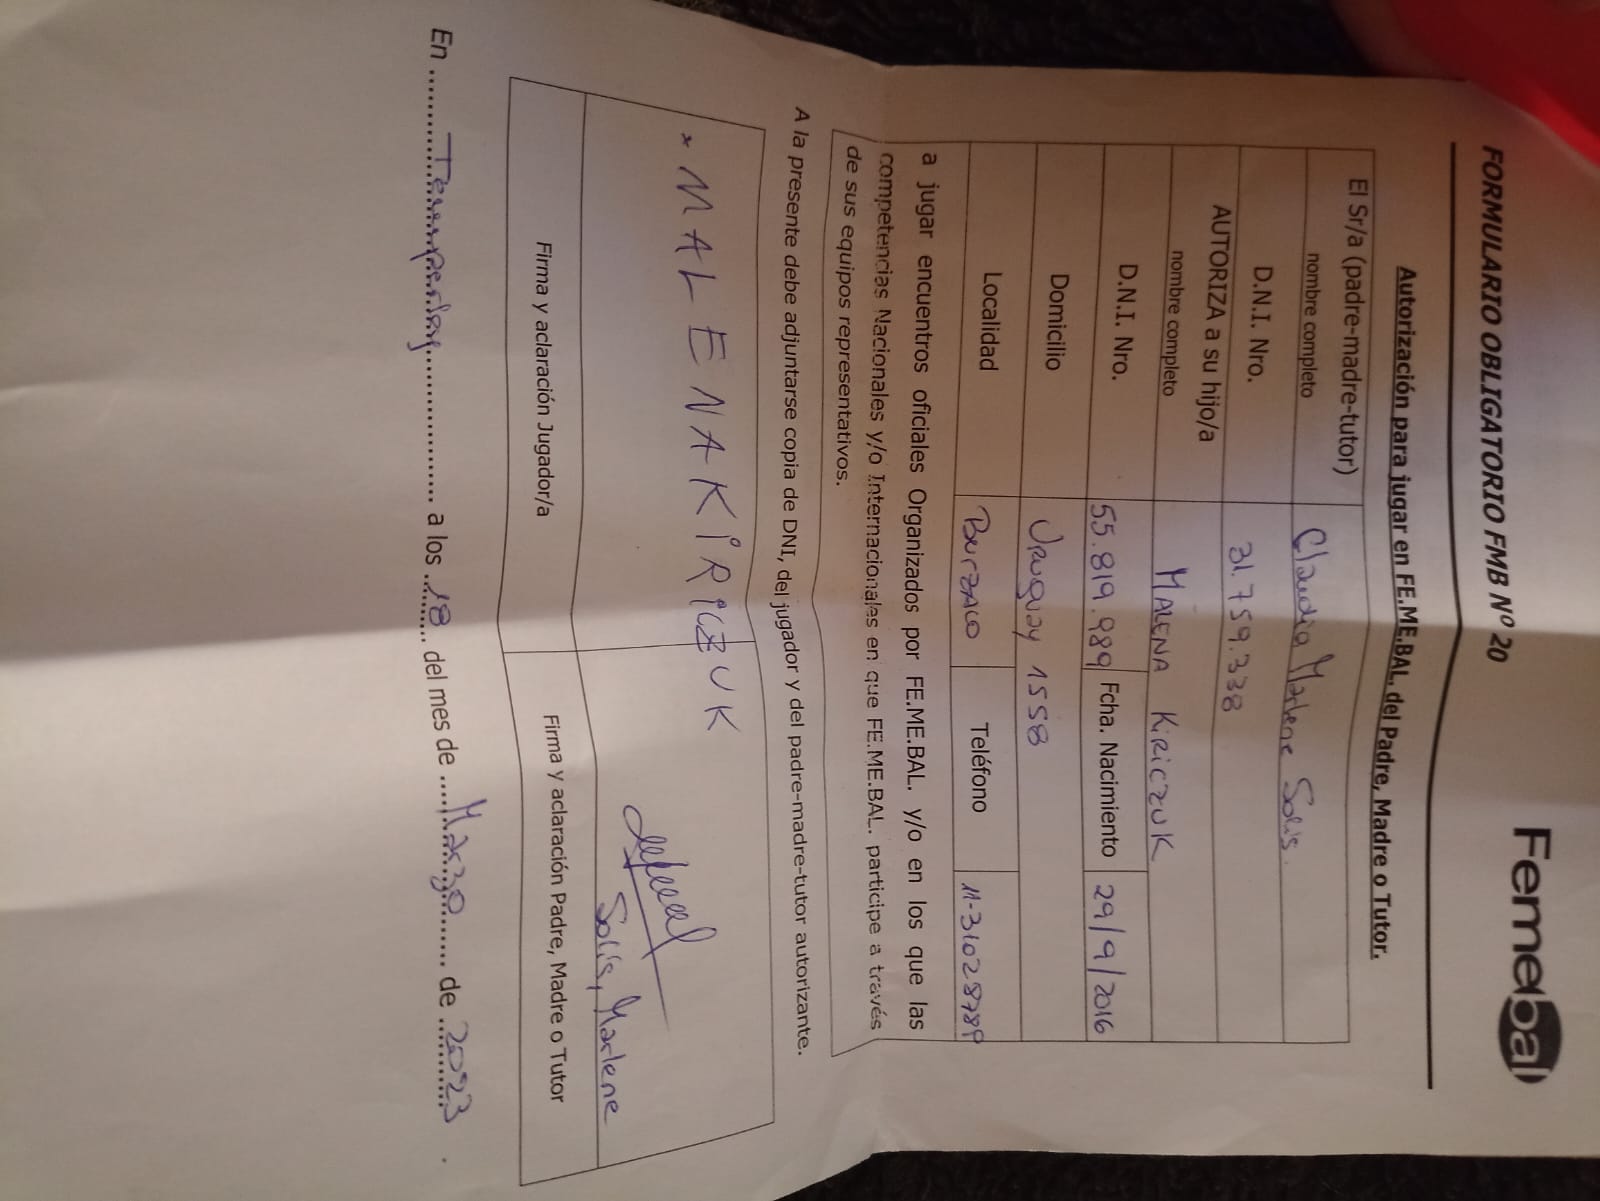 FORMULARIO OBLIGATORIO FMB Nº 20
Femebal
Autorización para jugar en FE.ME.BAL. del Padre, Madre o Tutor.
El Sr/a (padre-madre-tutor)
nombre completo Claudia Marlene Solis.
D.N.I. Nro. 31.759.338
AUTORIZA a su hijo/a
nombre completo MALENA KIRICZUK
D.N.I. Nro. 55.819.989 Fcha. Nacimiento 29/9/2016
Domicilio Uruguay 1558
Localidad Burzaco Teléfono
a jugar encuentros oficiales Organizados por FE.ME.BAL. y/o en los que las
competencias Nacionales y/o Internacionales en que FE.ME.BAL. participe a través
de sus equipos representativos.
A la presente debe adjuntarse copia de DNI, del jugador y del padre-madre-tutor autorizante.
* MALENA KIRICZUK
Solis, Marlene
Firma y aclaración Jugador/a Firma y aclaración Padre, Madre o Tutor
En Temperley a los 18 del mes de Marzo de 2023.